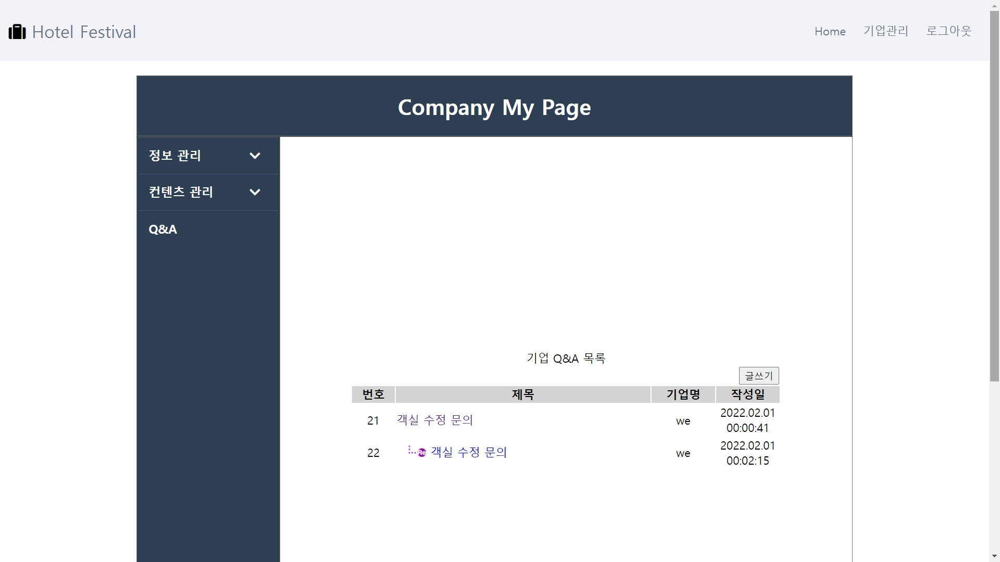 Hotel Festival
Home 기업관리 로그아웃
Company My Page
정보 관리
컨텐츠 관리
Q&A
기업 Q&A 목록
글쓰기
번호 제목 기업명 작성일
21 객실 수정 문의 we 2022.02.01
00:00:41
22 Re 객실 수정 문의 we 2022.02.01
00:02:15